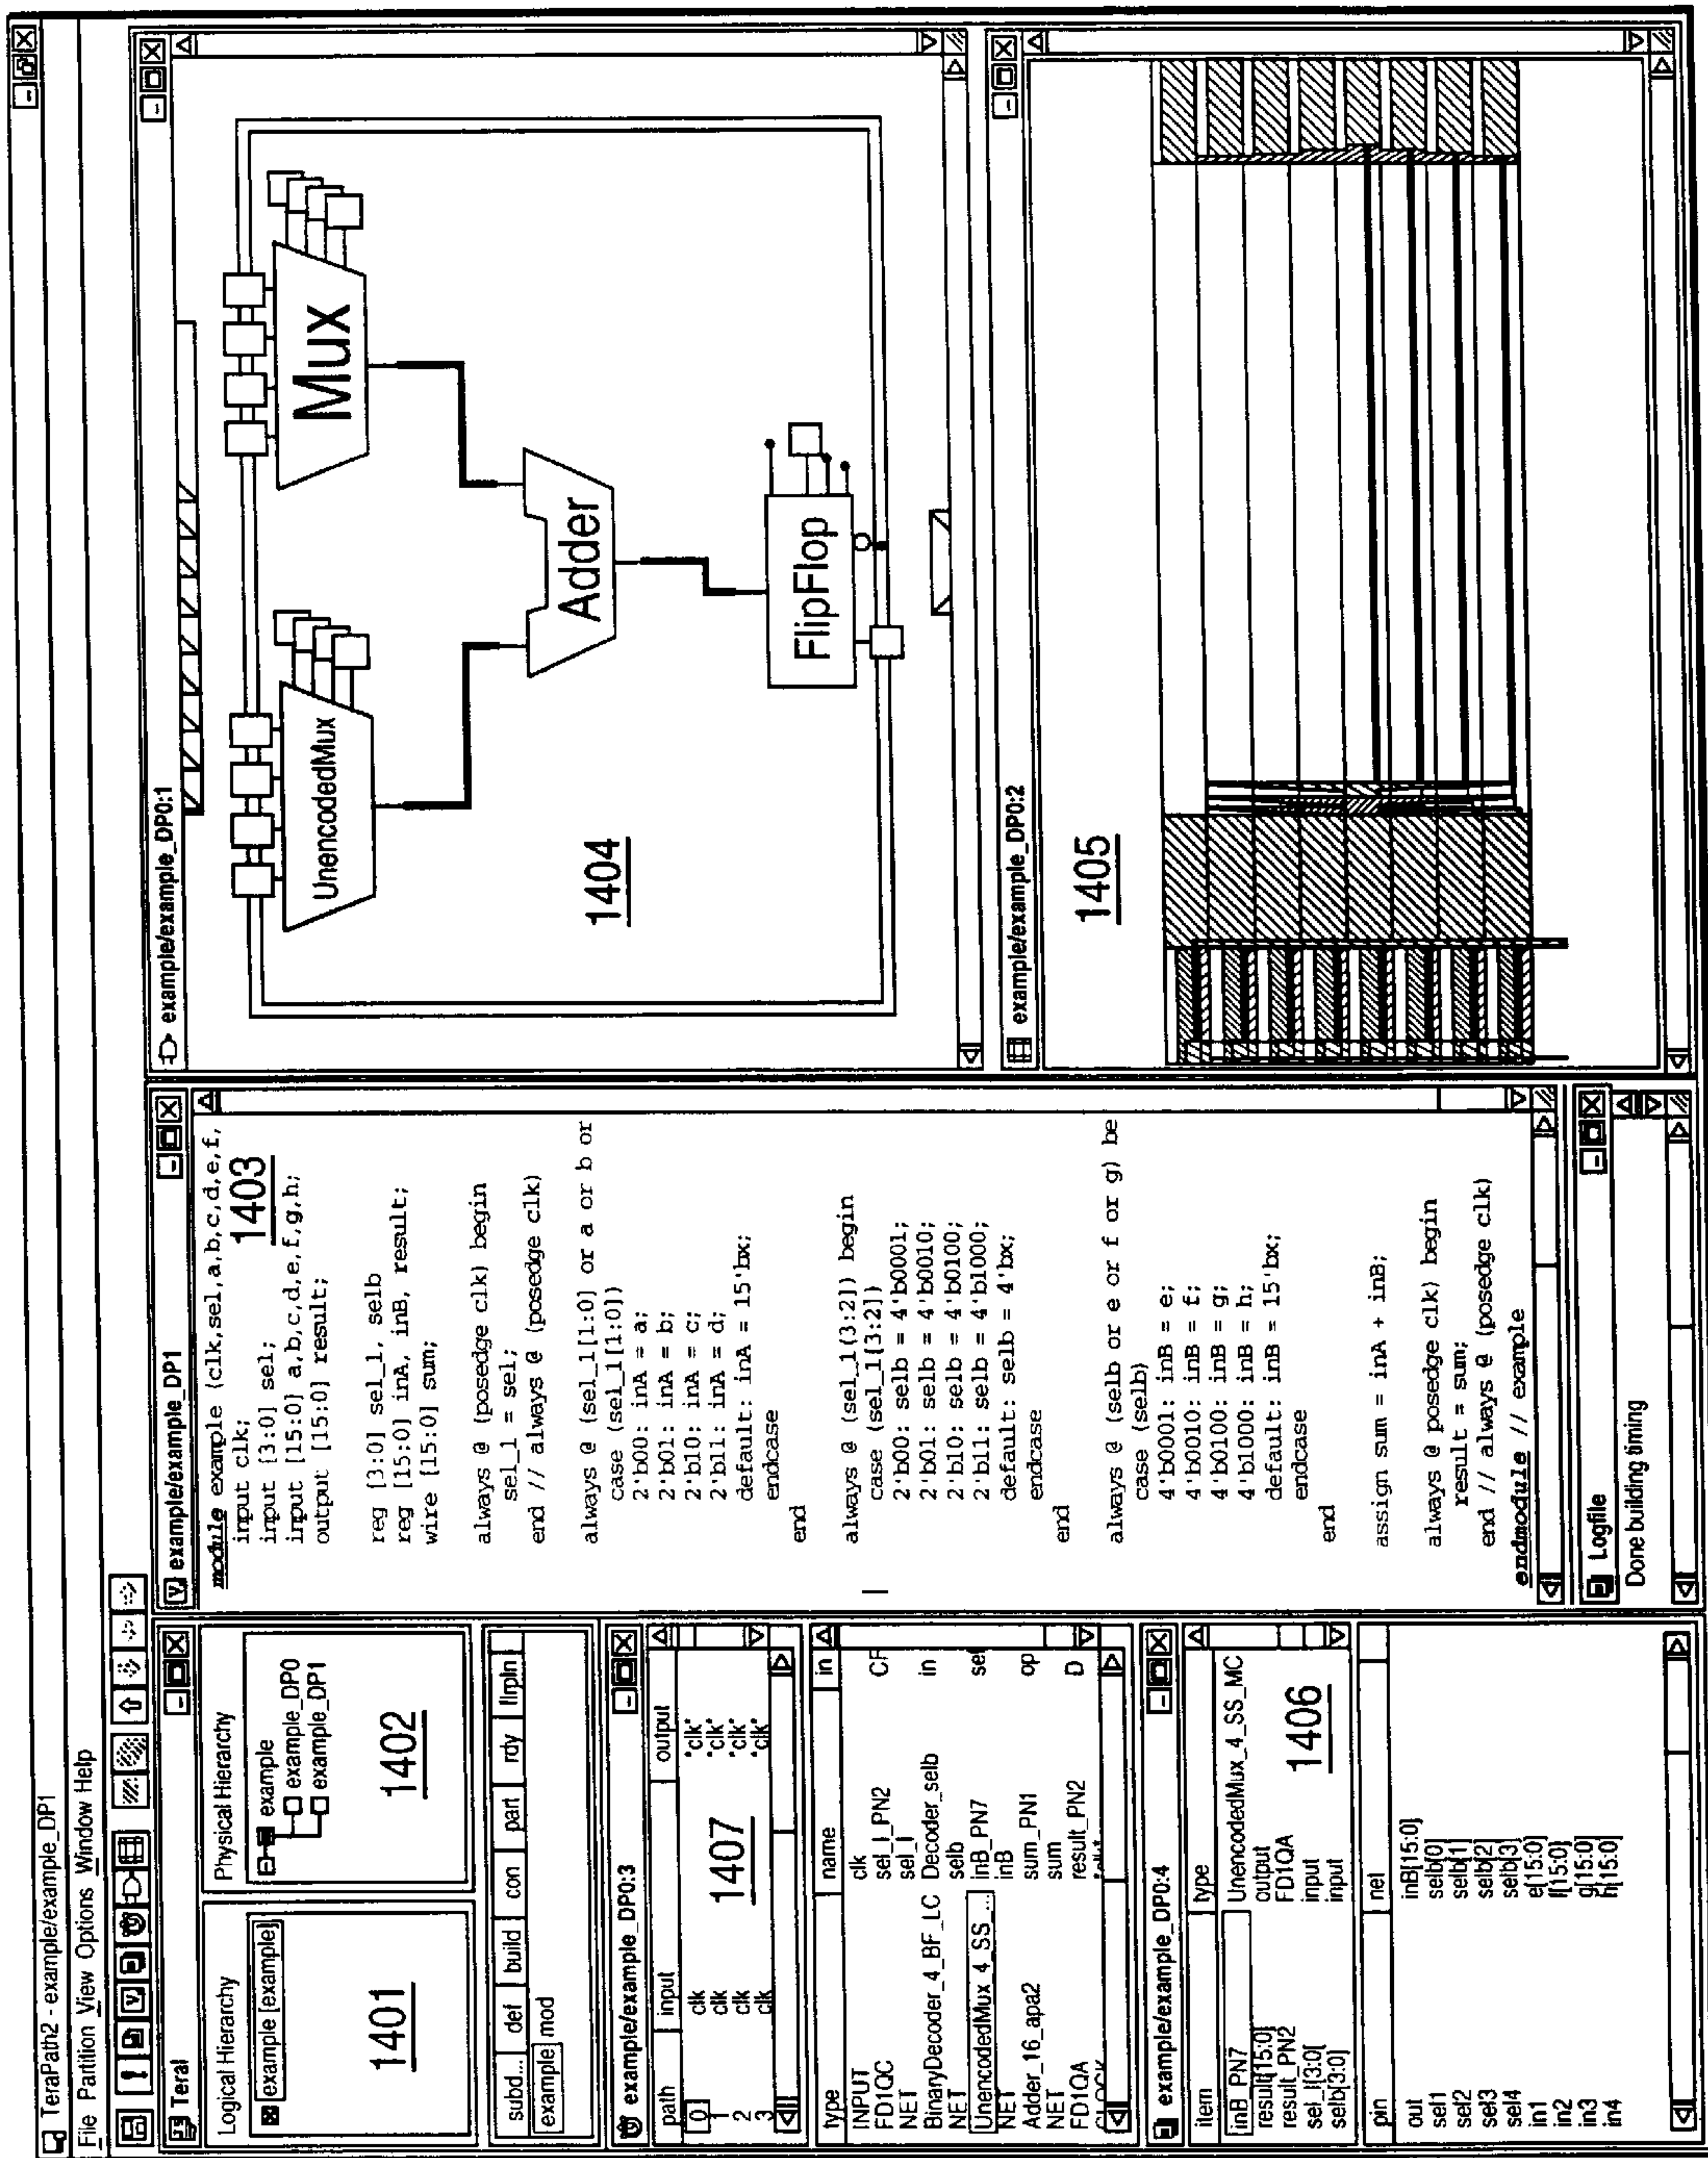 TeraPath2 - example/example_DP1
File Partition View Options Window Help
Teral
Logical Hierarchy
Physical Hierarchy
example [example]
example
example_DP0
example_DP1
1401
1402
subd... def build con part rdy flrpln
example mod
example/example_DP0:3
path input output
0 clk *clk*
1 clk *clk*
2 clk *clk*
3 clk *clk*
1407
type name in
INPUT clk
FD1QC sel_l_PN2 CF
NET sel_l
BinaryDecoder_4_BF_LC Decoder_selb in
NET selb
UnencodedMux_4_SS_... inB_PN7 sel
NET inB
Adder_16_apa2 sum_PN1 op
NET sum
FD1QA result_PN2 D
example/example_DP0:4
item type
inB_PN7 UnencodedMux_4_SS_MC
result[15:0] output
result_PN2 FD1QA
sel_l[3:0[ input
selb[3:0] input
1406
pin net
out inB[15:0]
sel1 selb[0]
sel2 selb[1]
sel3 selb[2]
sel4 selb[3]
in1 e[15:0]
in2 f[15:0]
in3 g[15:0]
in4 h[15:0]
example/example_DP1
module example (clk,sel,a,b,c,d,e,f,
input clk;
1403
input [3:0] sel;
input [15:0] a,b,c,d,e,f,g,h;
output [15:0] result;
reg [3:0] sel_l, selb
reg [15:0] inA, inB, result;
wire [15:0] sum;
always @ (posedge clk) begin
sel_l = sel;
end // always @ (posedge clk)
always @ (sel_l[1:0] or a or b or
case (sel_l[1:0])
2'b00: inA = a;
2'b01: inA = b;
2'b10: inA = c;
2'b11: inA = d;
default: inA = 15'bx;
endcase
end
always @ (sel_l{3:2]) begin
case (sel_l{3:2])
2'b00: selb = 4'b0001;
2'b01: selb = 4'b0010;
2'b10: selb = 4'b0100;
2'b11: selb = 4'b1000;
default: selb = 4'bx;
endcase
end
always @ (selb or e or f or g) be
case (selb)
4'b0001: inB = e;
4'b0010: inB = f;
4'b0100: inB = g;
4'b1000: inB = h;
default: inB = 15'bx;
endcase
end
assign sum = inA + inB;
always @ posedge clk) begin
result = sum;
end // always @ (posedge clk)
endmodule // example
Logfile
Done building timing
example/example_DP0:1
UnencodedMux
Mux
Adder
FlipFlop
1404
example/example_DP0:2
1405